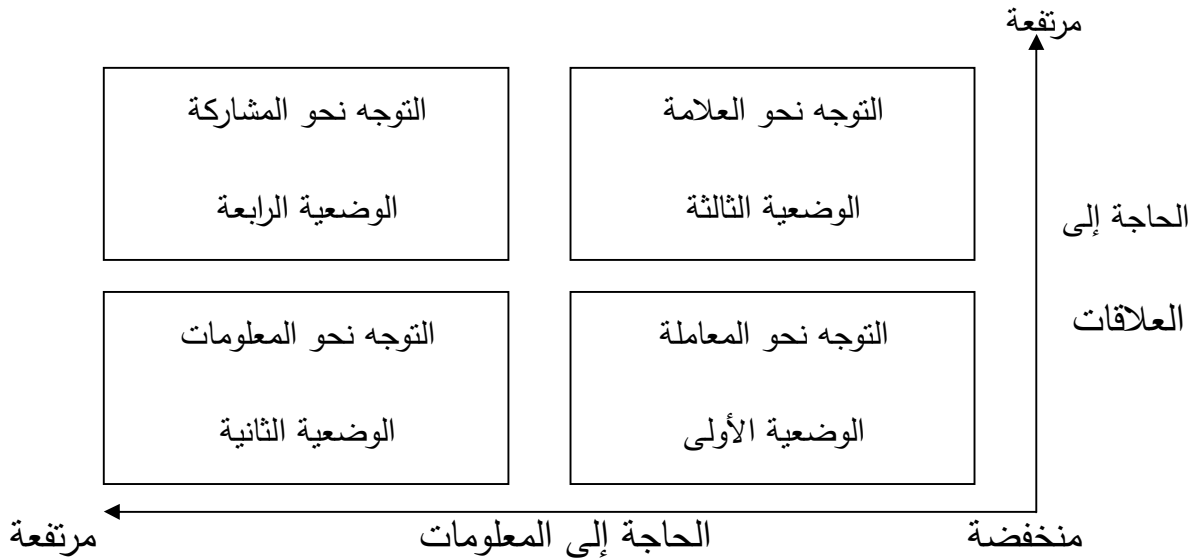 مرتفعة
التوجه نحو العلامة
التوجه نحو المشاركة
الوضعية الثالثة
الوضعية الرابعة
الحاجة إلى
العلاقات
التوجه نحو المعاملة
التوجه نحو المعلومات
الوضعية الأولى
الوضعية الثانية
منخفضة
الحاجة إلى المعلومات
مرتفعة